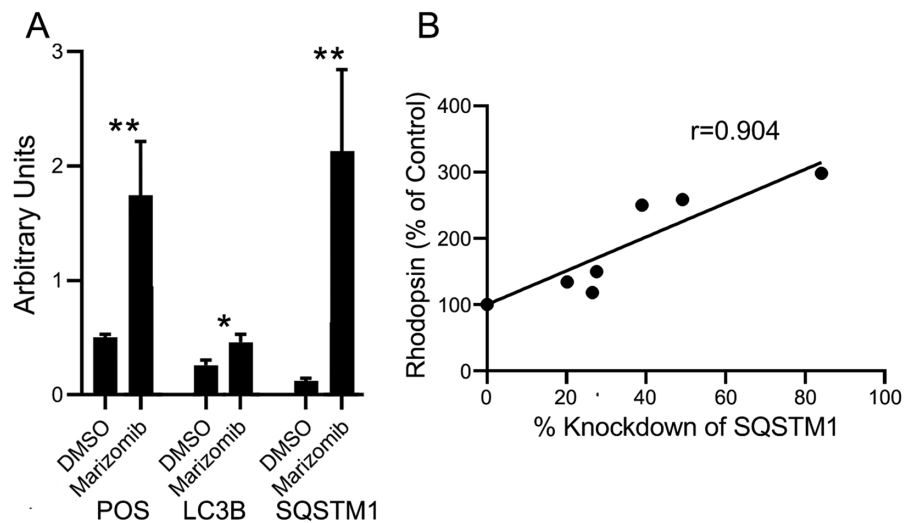 A
3
2
1
0
Arbitrary Units
**
*
**
DMSO
Marizomib
DMSO
Marizomib
DMSO
Marizomib
POS
LC3B
SQSTM1
B
400
300
200
100
0
Rhodopsin (% of Control)
r=0.904
0 20 40 60 80 100
% Knockdown of SQSTM1